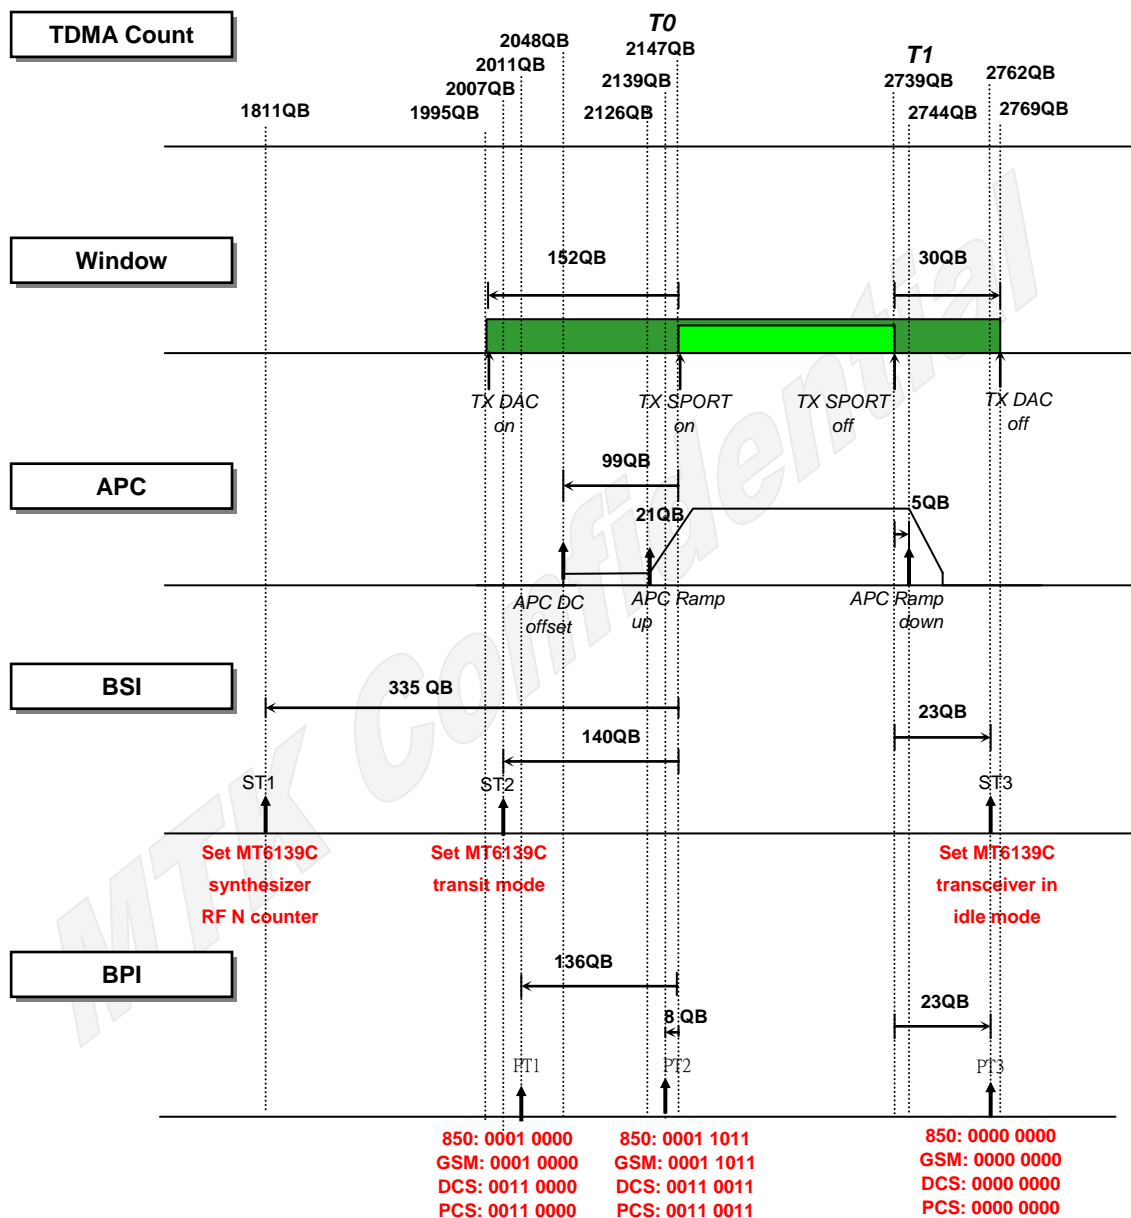 TDMA Count
T0
T1
2048QB
2147QB
2011QB
2139QB
2739QB
2762QB
2007QB
1811QB
1995QB
2126QB
2744QB
2769QB
Window
152QB
30QB
TX DAC
on
TX SPORT
on
TX SPORT
off
TX DAC
off
APC
99QB
21QB
5QB
APC DC
offset
APC Ramp
up
APC Ramp
down
BSI
335 QB
23QB
140QB
ST1
ST2
ST3
Set MT6139C
synthesizer
RF N counter
Set MT6139C
transit mode
Set MT6139C
transceiver in
idle mode
BPI
136QB
23QB
8 QB
PT1
PT2
PT3
850: 0001 0000
GSM: 0001 0000
DCS: 0011 0000
PCS: 0011 0000
850: 0001 1011
GSM: 0001 1011
DCS: 0011 0011
PCS: 0011 0011
850: 0000 0000
GSM: 0000 0000
DCS: 0000 0000
PCS: 0000 0000
MTK Confidential